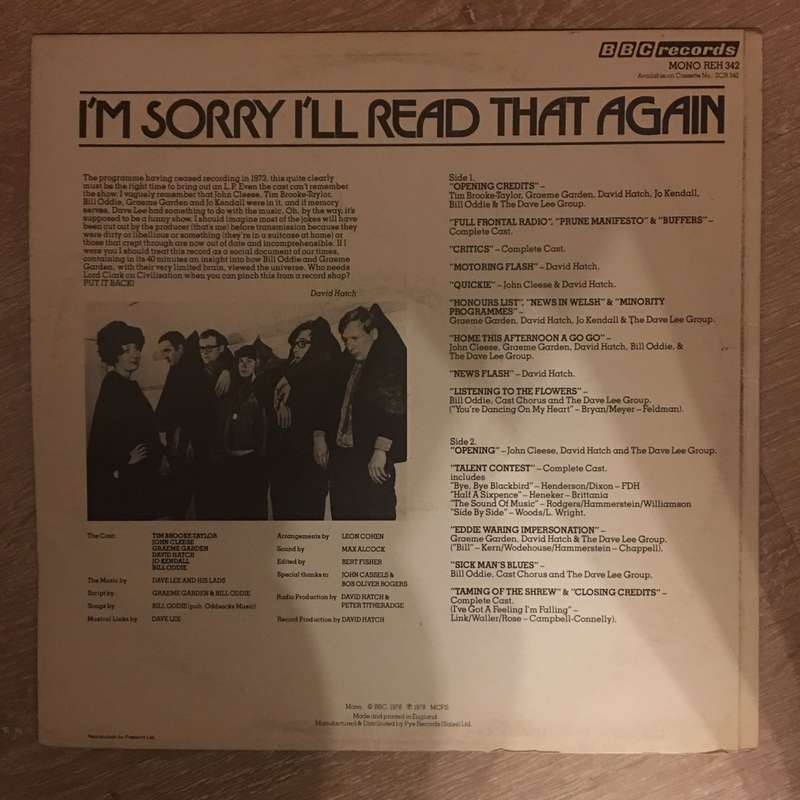 BBC records
MONO REH 342
Available on Cassette No. ZCR 342
I'M SORRY I'LL READ THAT AGAIN
The programme having ceased recording in 1973, this quite clearly
must be the right time to bring out an L.P. Even the cast can't remember
the show. I vaguely remember that John Cleese, Tim Brooke-Taylor,
Bill Oddie, Graeme Garden and Jo Kendall were in it, and if memory
serves, Dave Lee had something to do with the music. Oh, by the way, it's
supposed to be a funny show. I should imagine most of the jokes will have
been cut out by the producer (that's me) before transmission because they
were dirty or libellious or something (they're in a suitcase at home) or
those that crept through are now out of date and incomprehensible. If I
were you I should treat this record as a social document of our times,
containing in its 40 minutes an insight into how Bill Oddie and Graeme
Garden, with their very limited brain, viewed the universe. Who needs
Lord Clark on Civilisation when you can pinch this from a record shop?
PUT IT BACK!
David Hatch
The Cast TIM BROOKE-TAYLOR
JOHN CLEESE
GRAEME GARDEN
DAVID HATCH
JO KENDALL
BILL ODDIE
The Music by DAVE LEE AND HIS LADS
Script by GRAEME GARDEN & BILL ODDIE
Songs by BILL ODDIE (pub. Oddsocks Music)
Musical Links by DAVE LEE
Arrangements by LEON COHEN
Sound by MAX ALCOCK
Edited by BERT FISHER
Special thanks to JOHN CASSELS &
BOB OLIVER ROGERS
Radio Production by DAVID HATCH &
PETER TITHERADGE
Record Production by DAVID HATCH
Side 1.
"OPENING CREDITS" –
Tim Brooke-Taylor, Graeme Garden, David Hatch, Jo Kendall,
Bill Oddie & The Dave Lee Group.
"FULL FRONTAL RADIO", "PRUNE MANIFESTO" & "BUFFERS" –
Complete Cast.
"CRITICS" – Complete Cast.
"MOTORING FLASH" – David Hatch.
"QUICKIE" – John Cleese & David Hatch.
"HONOURS LIST", "NEWS IN WELSH" & "MINORITY
PROGRAMMES" –
Graeme Garden, David Hatch, Jo Kendall & The Dave Lee Group.
"HOME THIS AFTERNOON A GO GO" –
John Cleese, Graeme Garden, David Hatch, Bill Oddie, &
The Dave Lee Group.
"NEWS FLASH" – David Hatch.
"LISTENING TO THE FLOWERS" –
Bill Oddie, Cast Chorus and The Dave Lee Group.
("You're Dancing On My Heart" – Bryan/Meyer – Feldman).
Side 2.
"OPENING" – John Cleese, David Hatch and The Dave Lee Group.
"TALENT CONTEST" – Complete Cast.
includes
"Bye, Bye Blackbird" – Henderson/Dixon – FDH
"Half A Sixpence" – Heneker – Brittania
"The Sound Of Music" – Rodgers/Hammerstein/Williamson
"Side By Side" – Woods/L. Wright.
"EDDIE WARING IMPERSONATION" –
Graeme Garden, David Hatch & The Dave Lee Group.
("Bill" – Kern/Wodehouse/Hammerstein – Chappell).
"SICK MAN'S BLUES" –
Bill Oddie, Cast Chorus and The Dave Lee Group.
"TAMING OF THE SHREW" & "CLOSING CREDITS" –
Complete Cast.
(I've Got a Feeling I'm Falling" –
Link/Waller/Rose – Campbell-Connelly).
Mono © BBC. 1978 ℗ 1978 MCPS
Made and printed in England
Manufactured & Distributed by Pye Records (Sales) Ltd.